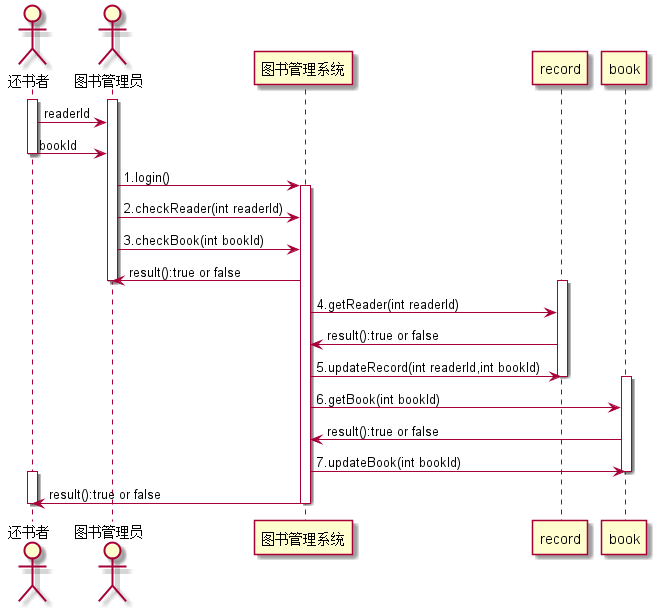 还书者
图书管理员
图书管理系统
record
book
readerId
bookId
1.login()
2.checkReader(int readerId)
3.checkBook(int bookId)
result():true or false
4.getReader(int readerId)
result():true or false
5.updateRecord(int readerId,int bookId)
6.getBook(int bookId)
result():true or false
7.updateBook(int bookId)
result():true or false
还书者
图书管理员
图书管理系统
record
book